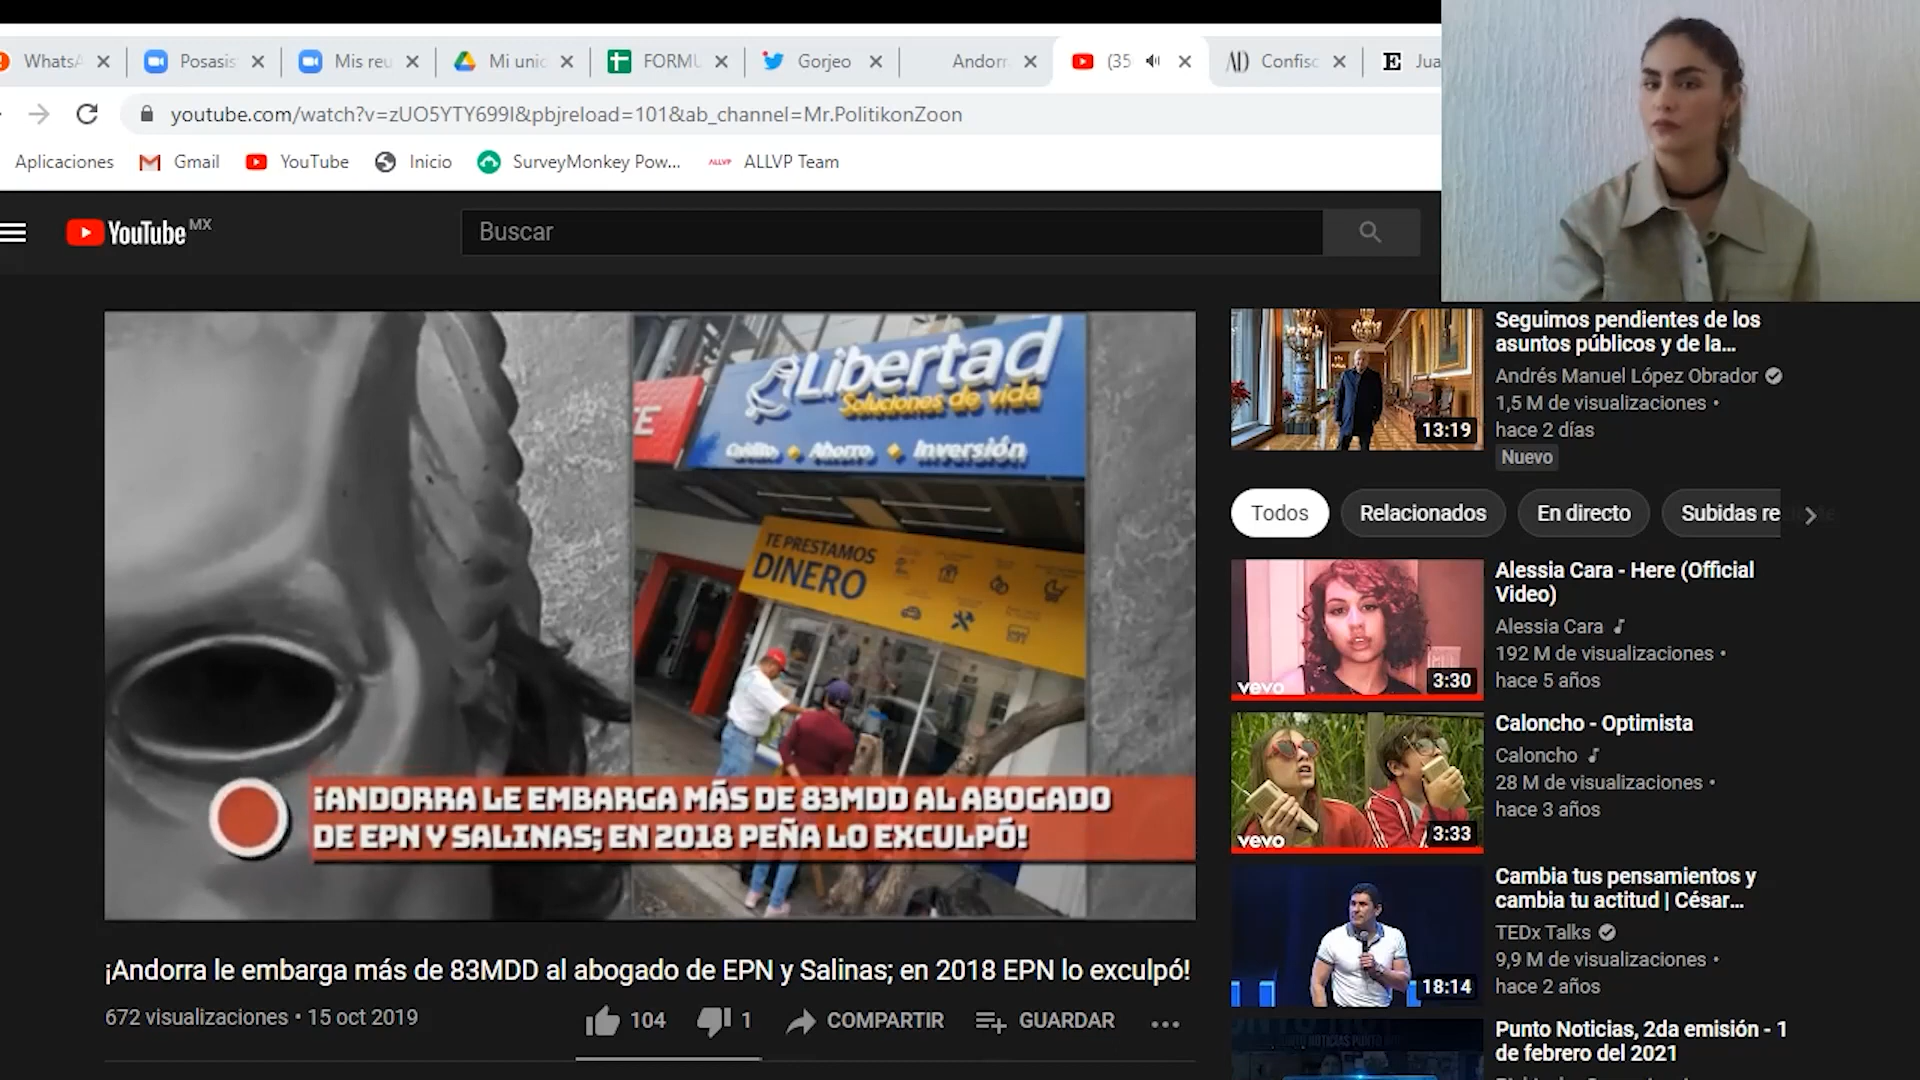 WhatsA
Posasis
Mis reu
Mi unic
FORMU
Gorjeo
Andorr
(35
AD
Confisc
E
Jua
youtube.com/watch?v=zUO5YTY699I&pbjreload=101&ab_channel=Mr.PolitikonZoon
Aplicaciones
Gmail
YouTube
Inicio
SurveyMonkey Pow...
ALLVP
ALLVP Team
YouTube MX
Buscar
Libertad
Soluciones de vida
Crédito Ahorro Inversión
TE PRESTAMOS
DINERO
¡ANDORRA LE EMBARGA MÁS DE 83MDD AL ABOGADO
DE EPN Y SALINAS; EN 2018 PEÑA LO EXCULPÓ!
¡Andorra le embarga más de 83MDD al abogado de EPN y Salinas; en 2018 EPN lo exculpó!
672 visualizaciones • 15 oct 2019
104
1
COMPARTIR
GUARDAR
13:19
Seguimos pendientes de los
asuntos públicos y de la...
Andrés Manuel López Obrador
1,5 M de visualizaciones •
hace 2 días
Nuevo
Todos
Relacionados
En directo
Subidas re
vevo
3:30
Alessia Cara - Here (Official
Video)
Alessia Cara
192 M de visualizaciones •
hace 5 años
vevo
3:33
Caloncho - Optimista
Caloncho
28 M de visualizaciones •
hace 3 años
18:14
Cambia tus pensamientos y
cambia tu actitud | César...
TEDx Talks
9,9 M de visualizaciones •
hace 2 años
Punto Noticias, 2da emisión - 1
de febrero del 2021